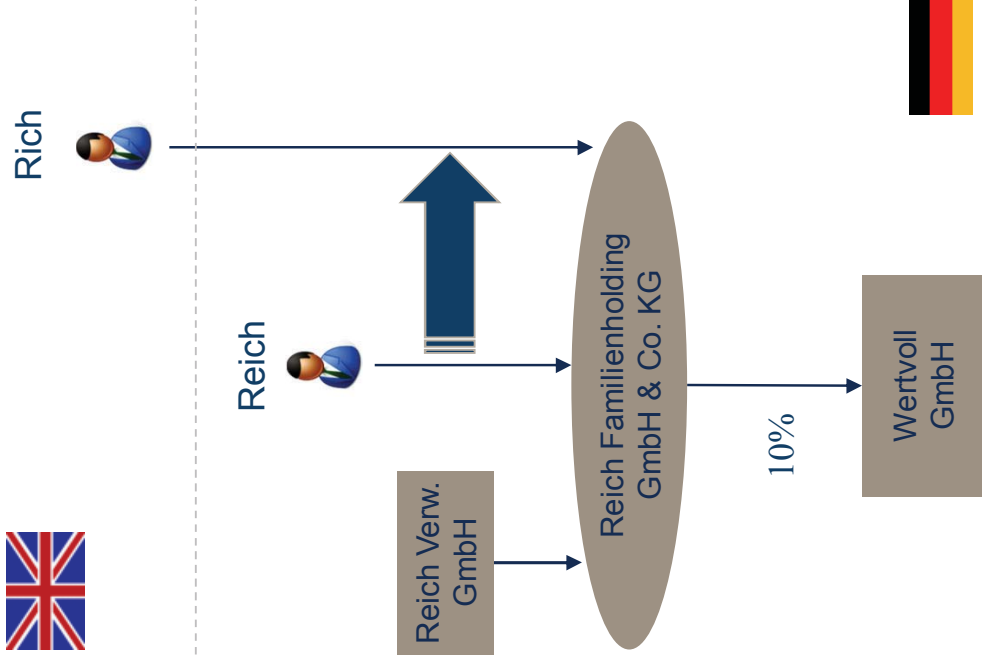 Rich
Reich
Reich Verw.
GmbH
Reich Familienholding
GmbH & Co. KG
10%
Wertvoll
GmbH